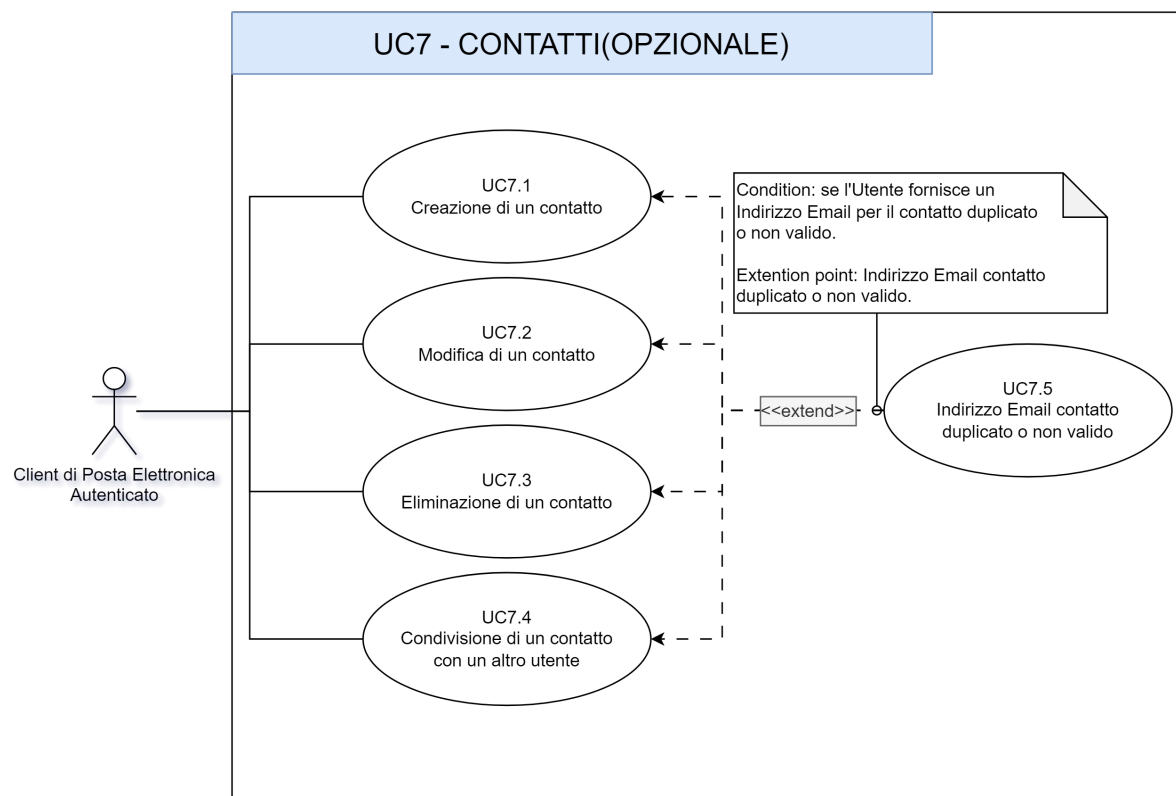 UC7 - CONTATTI(OPZIONALE)
UC7.1
Creazione di un contatto
Condition: se l'Utente fornisce un
Indirizzo Email per il contatto duplicato
o non valido.
Extention point: Indirizzo Email contatto
duplicato o non valido.
UC7.2
Modifica di un contatto
<<extend>>
UC7.5
Indirizzo Email contatto
duplicato o non valido
Client di Posta Elettronica
Autenticato
UC7.3
Eliminazione di un contatto
UC7.4
Condivisione di un contatto
con un altro utente